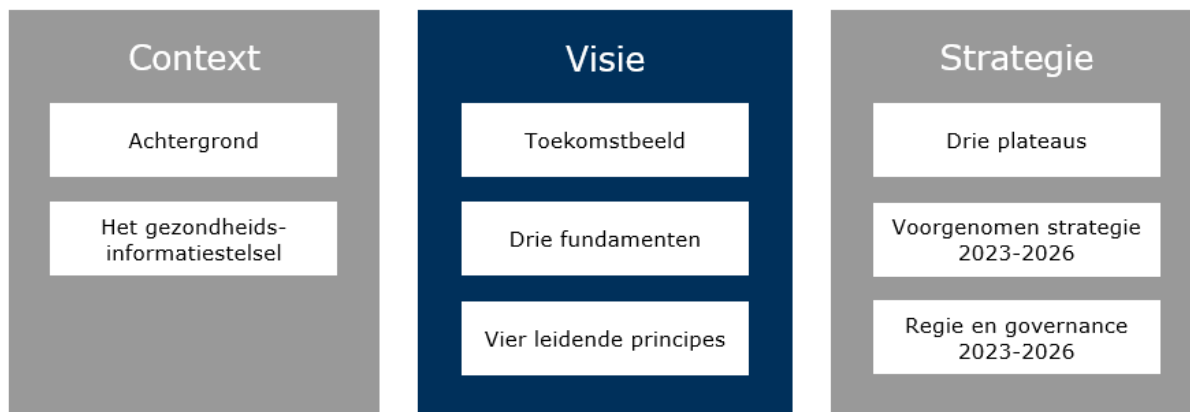 Context
Achtergrond
Het gezondheids-
informatiestelsel
Visie
Toekomstbeeld
Drie fundamenten
Vier leidende principes
Strategie
Drie plateaus
Voorgenomen strategie
2023-2026
Regie en governance
2023-2026